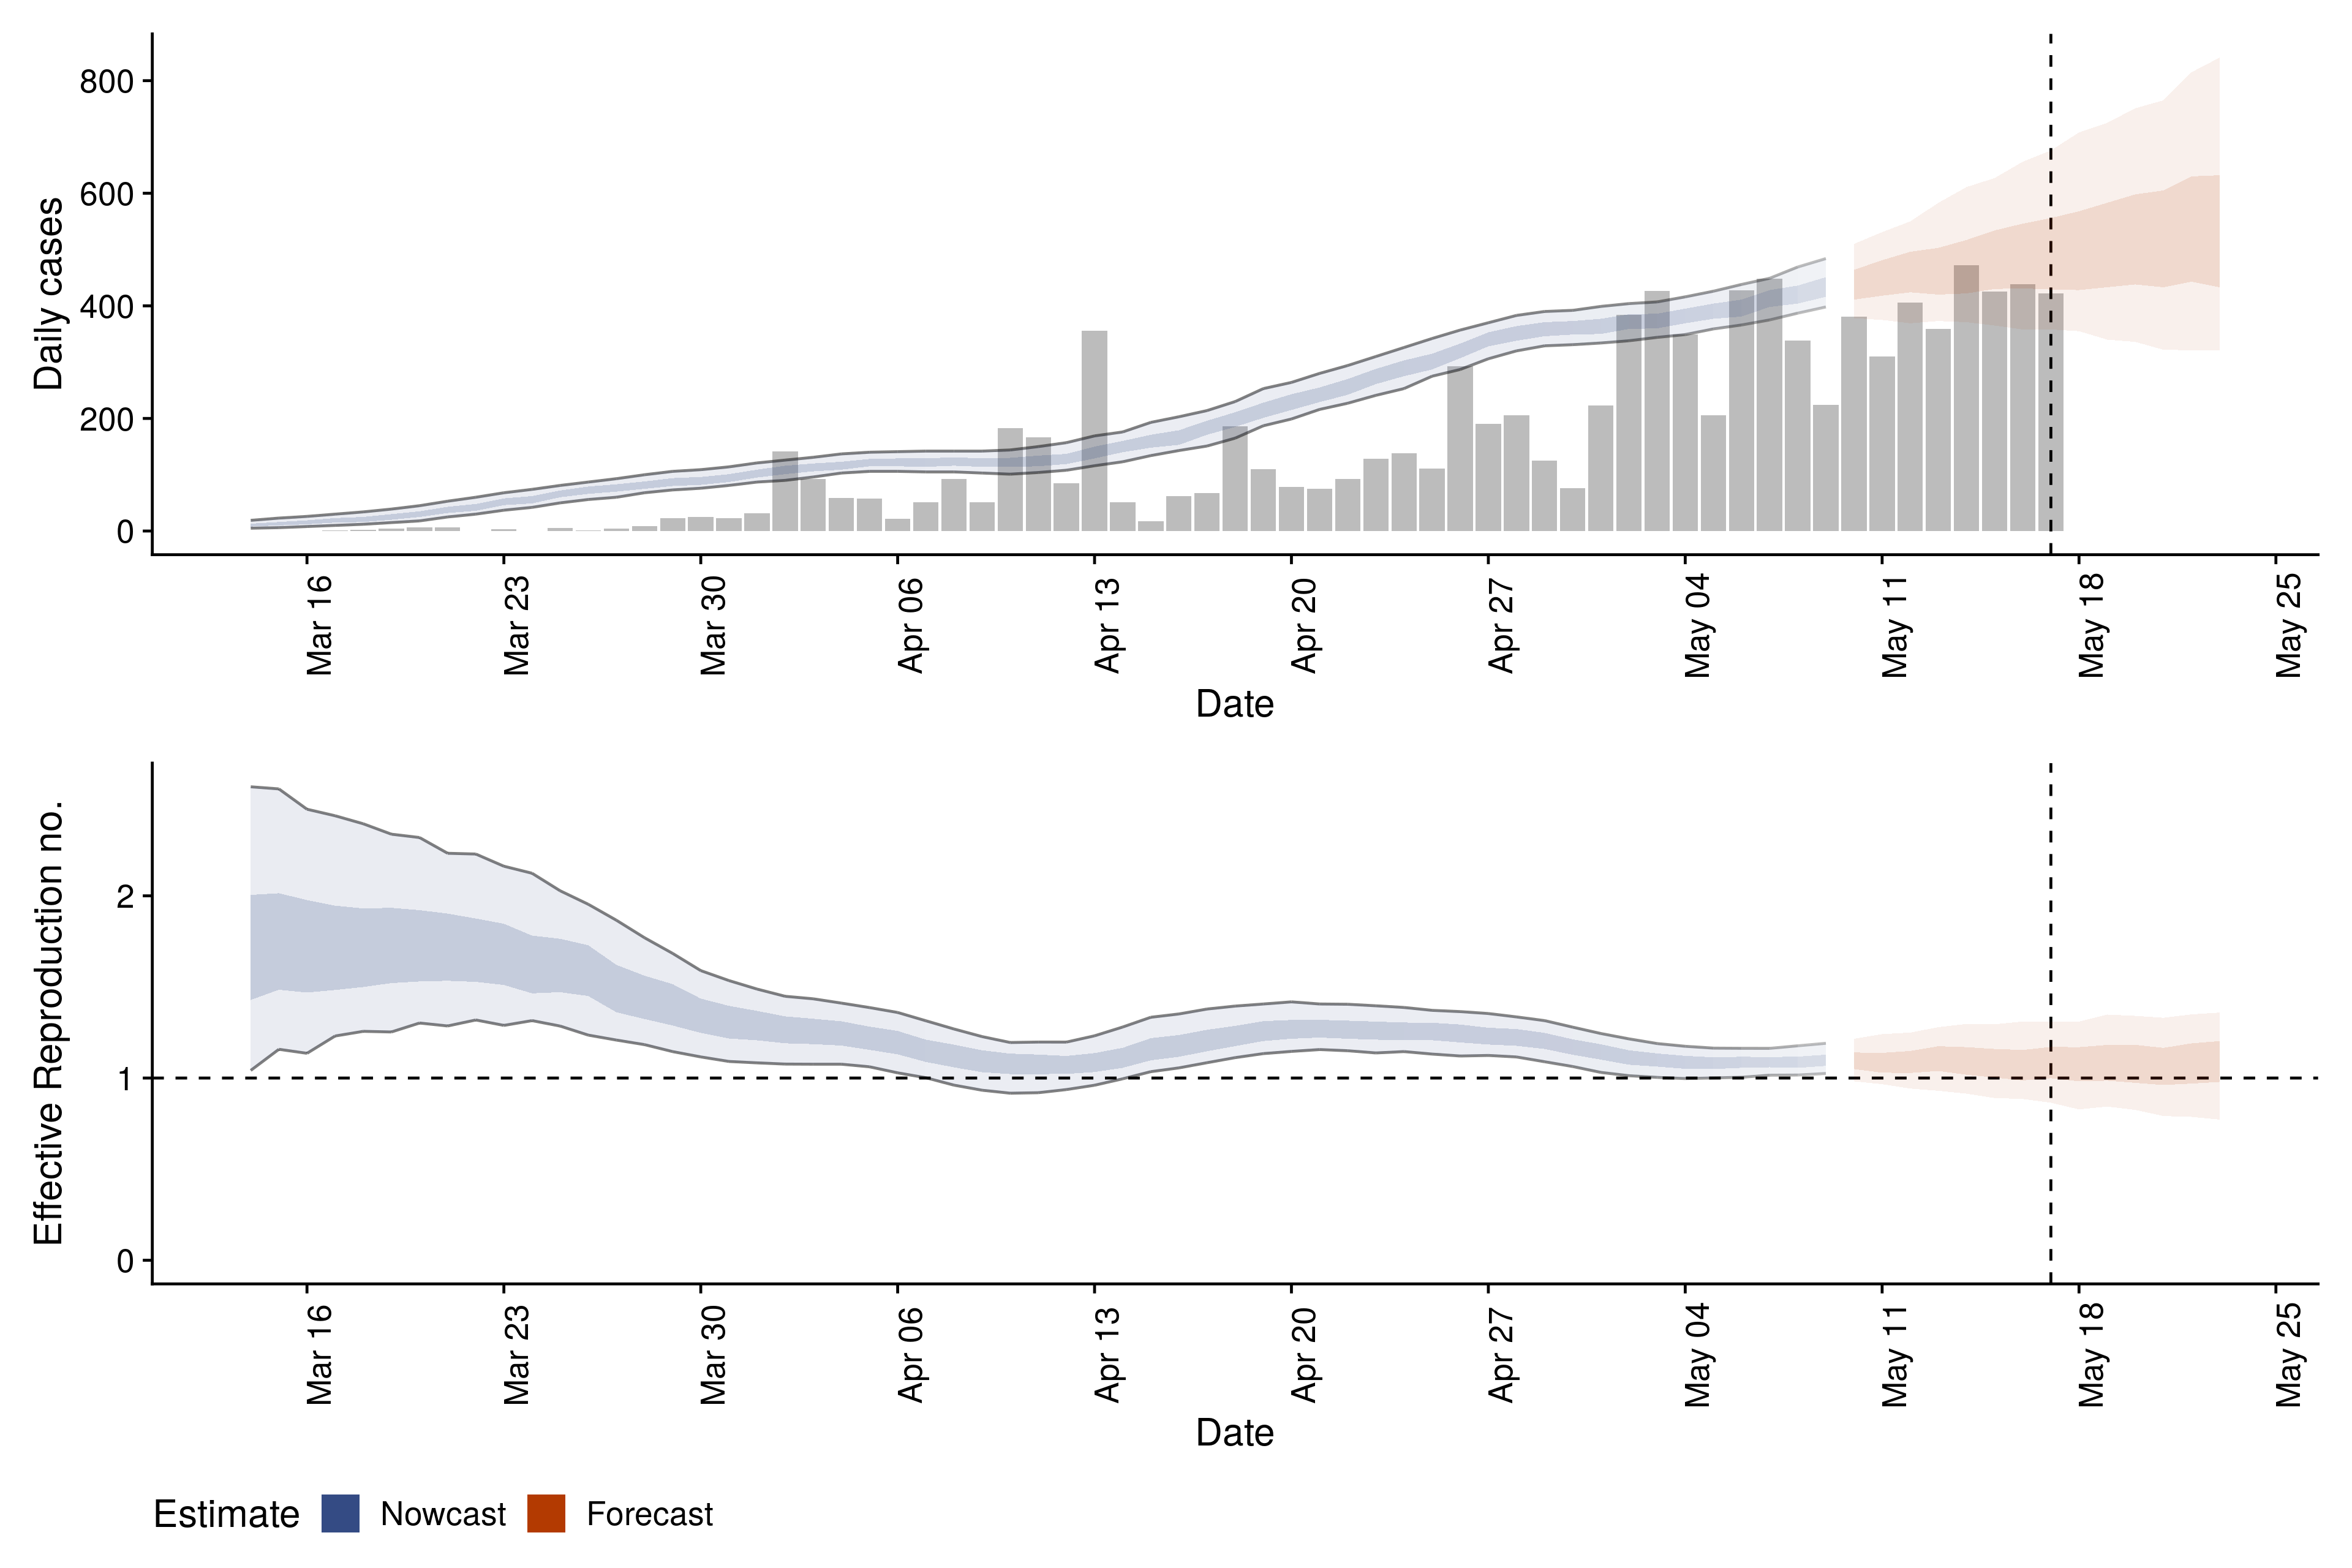 Daily cases
800
600
400
200
0
Mar 16
Mar 23
Mar 30
Apr 06
Apr 13
Apr 20
Apr 27
May 04
May 11
May 18
May 25
Date
Effective Reproduction no.
2
1
0
Mar 16
Mar 23
Mar 30
Apr 06
Apr 13
Apr 20
Apr 27
May 04
May 11
May 18
May 25
Date
Estimate Nowcast Forecast